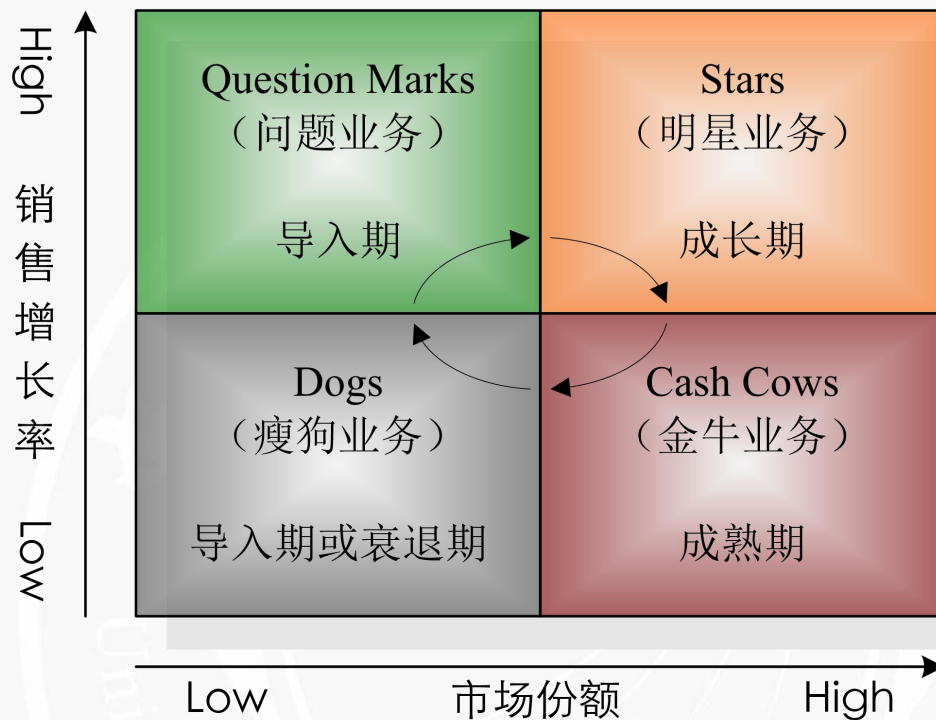 High
销售增长率
Low
Question Marks
（问题业务）
导入期
Stars
（明星业务）
成长期
Dogs
（瘦狗业务）
导入期或衰退期
Cash Cows
（金牛业务）
成熟期
Low
市场份额
High